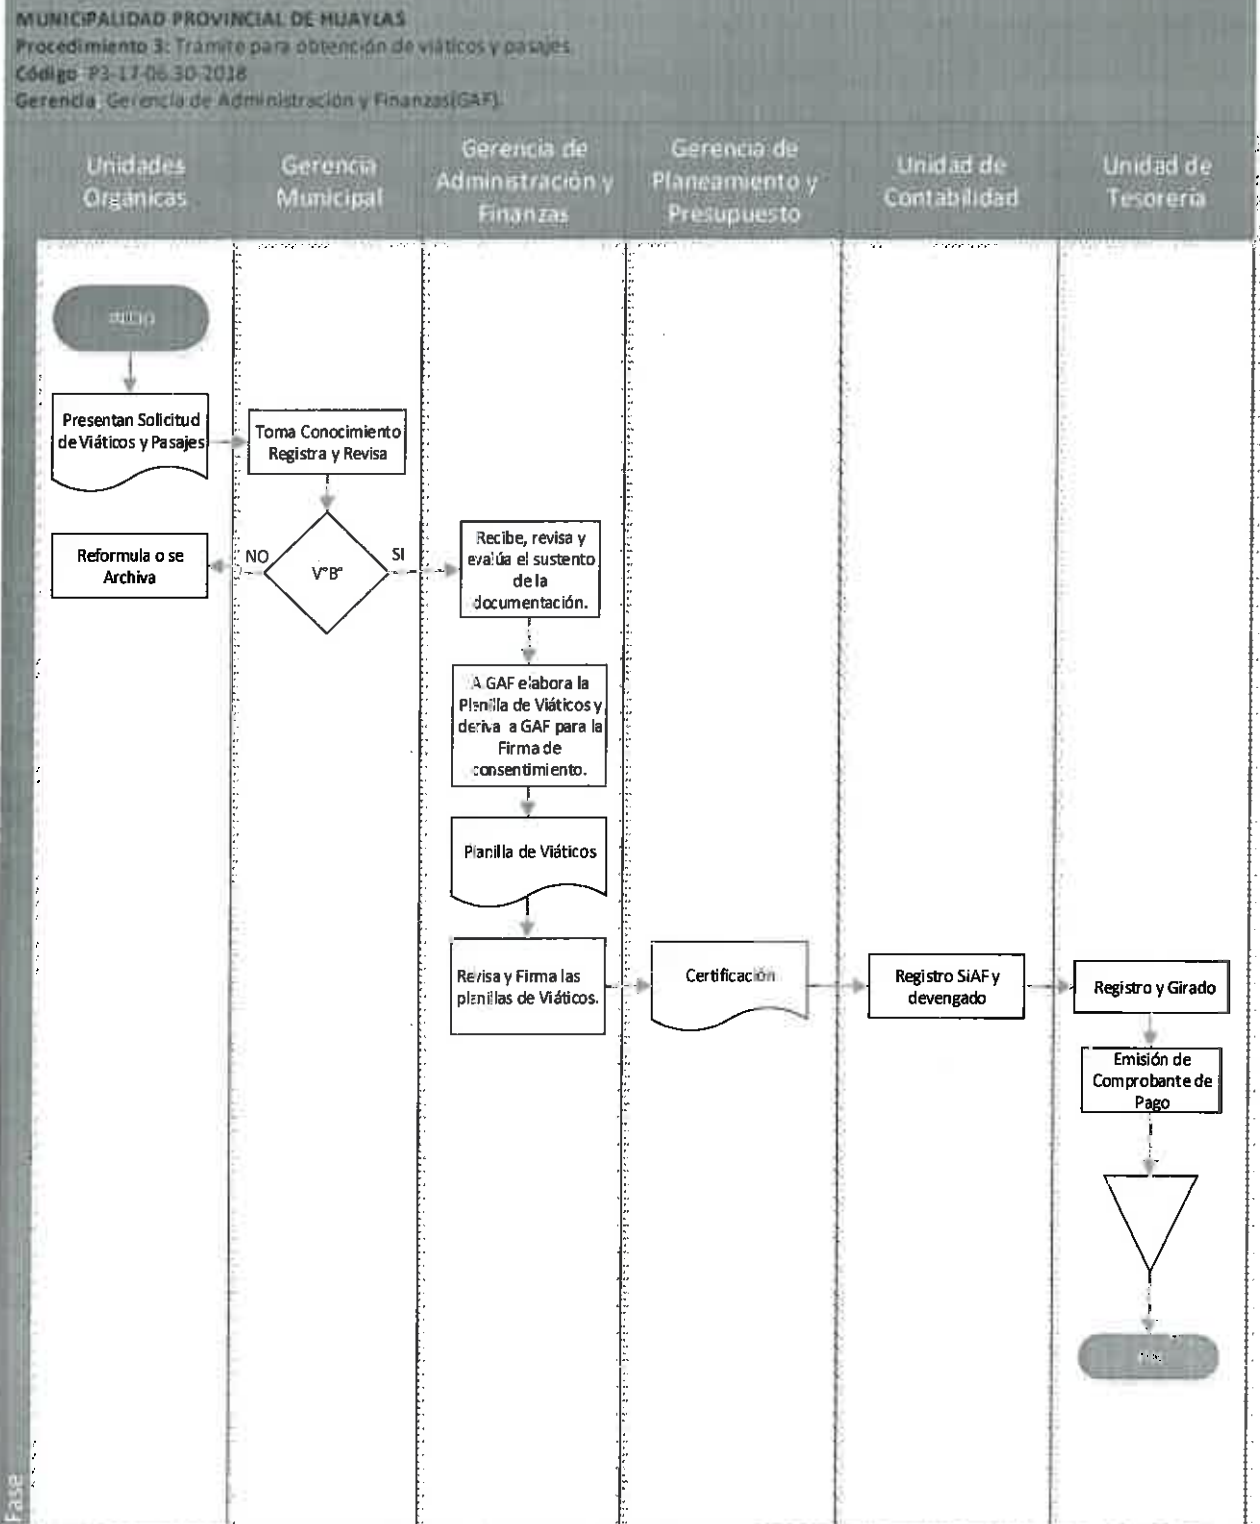 MUNICIPALIDAD PROVINCIAL DE HUAYLAS
Procedimiento 3: Tramite para obtención de viáticos y pasajes.
Código P3-17-06.30-2018
Gerencia Gerencia de Administración y Finanzas(GAF).
Unidades
Orgánicas
Gerencia
Municipal
Gerencia de
Administración y
Finanzas
Gerencia de
Planeamiento y
Presupuesto
Unidad de
Contabilidad
Unidad de
Tesorería
INICIO
Presentan Solicitud
de Viáticos y Pasajes
Toma Conocimiento
Registra y Revisa
Reformula o se
Archiva
NO
V°B°
SI
Recibe, revisa y
evalúa el sustento
de la
documentación.
A GAF elabora la
Planilla de Viáticos y
deriva a GAF para la
Firma de
consentimiento.
Planilla de Viáticos
Revisa y Firma las
planillas de Viáticos.
Certificación
Registro SiAF y
devengado
Registro y Girado
Emisión de
Comprobante de
Pago
Fase